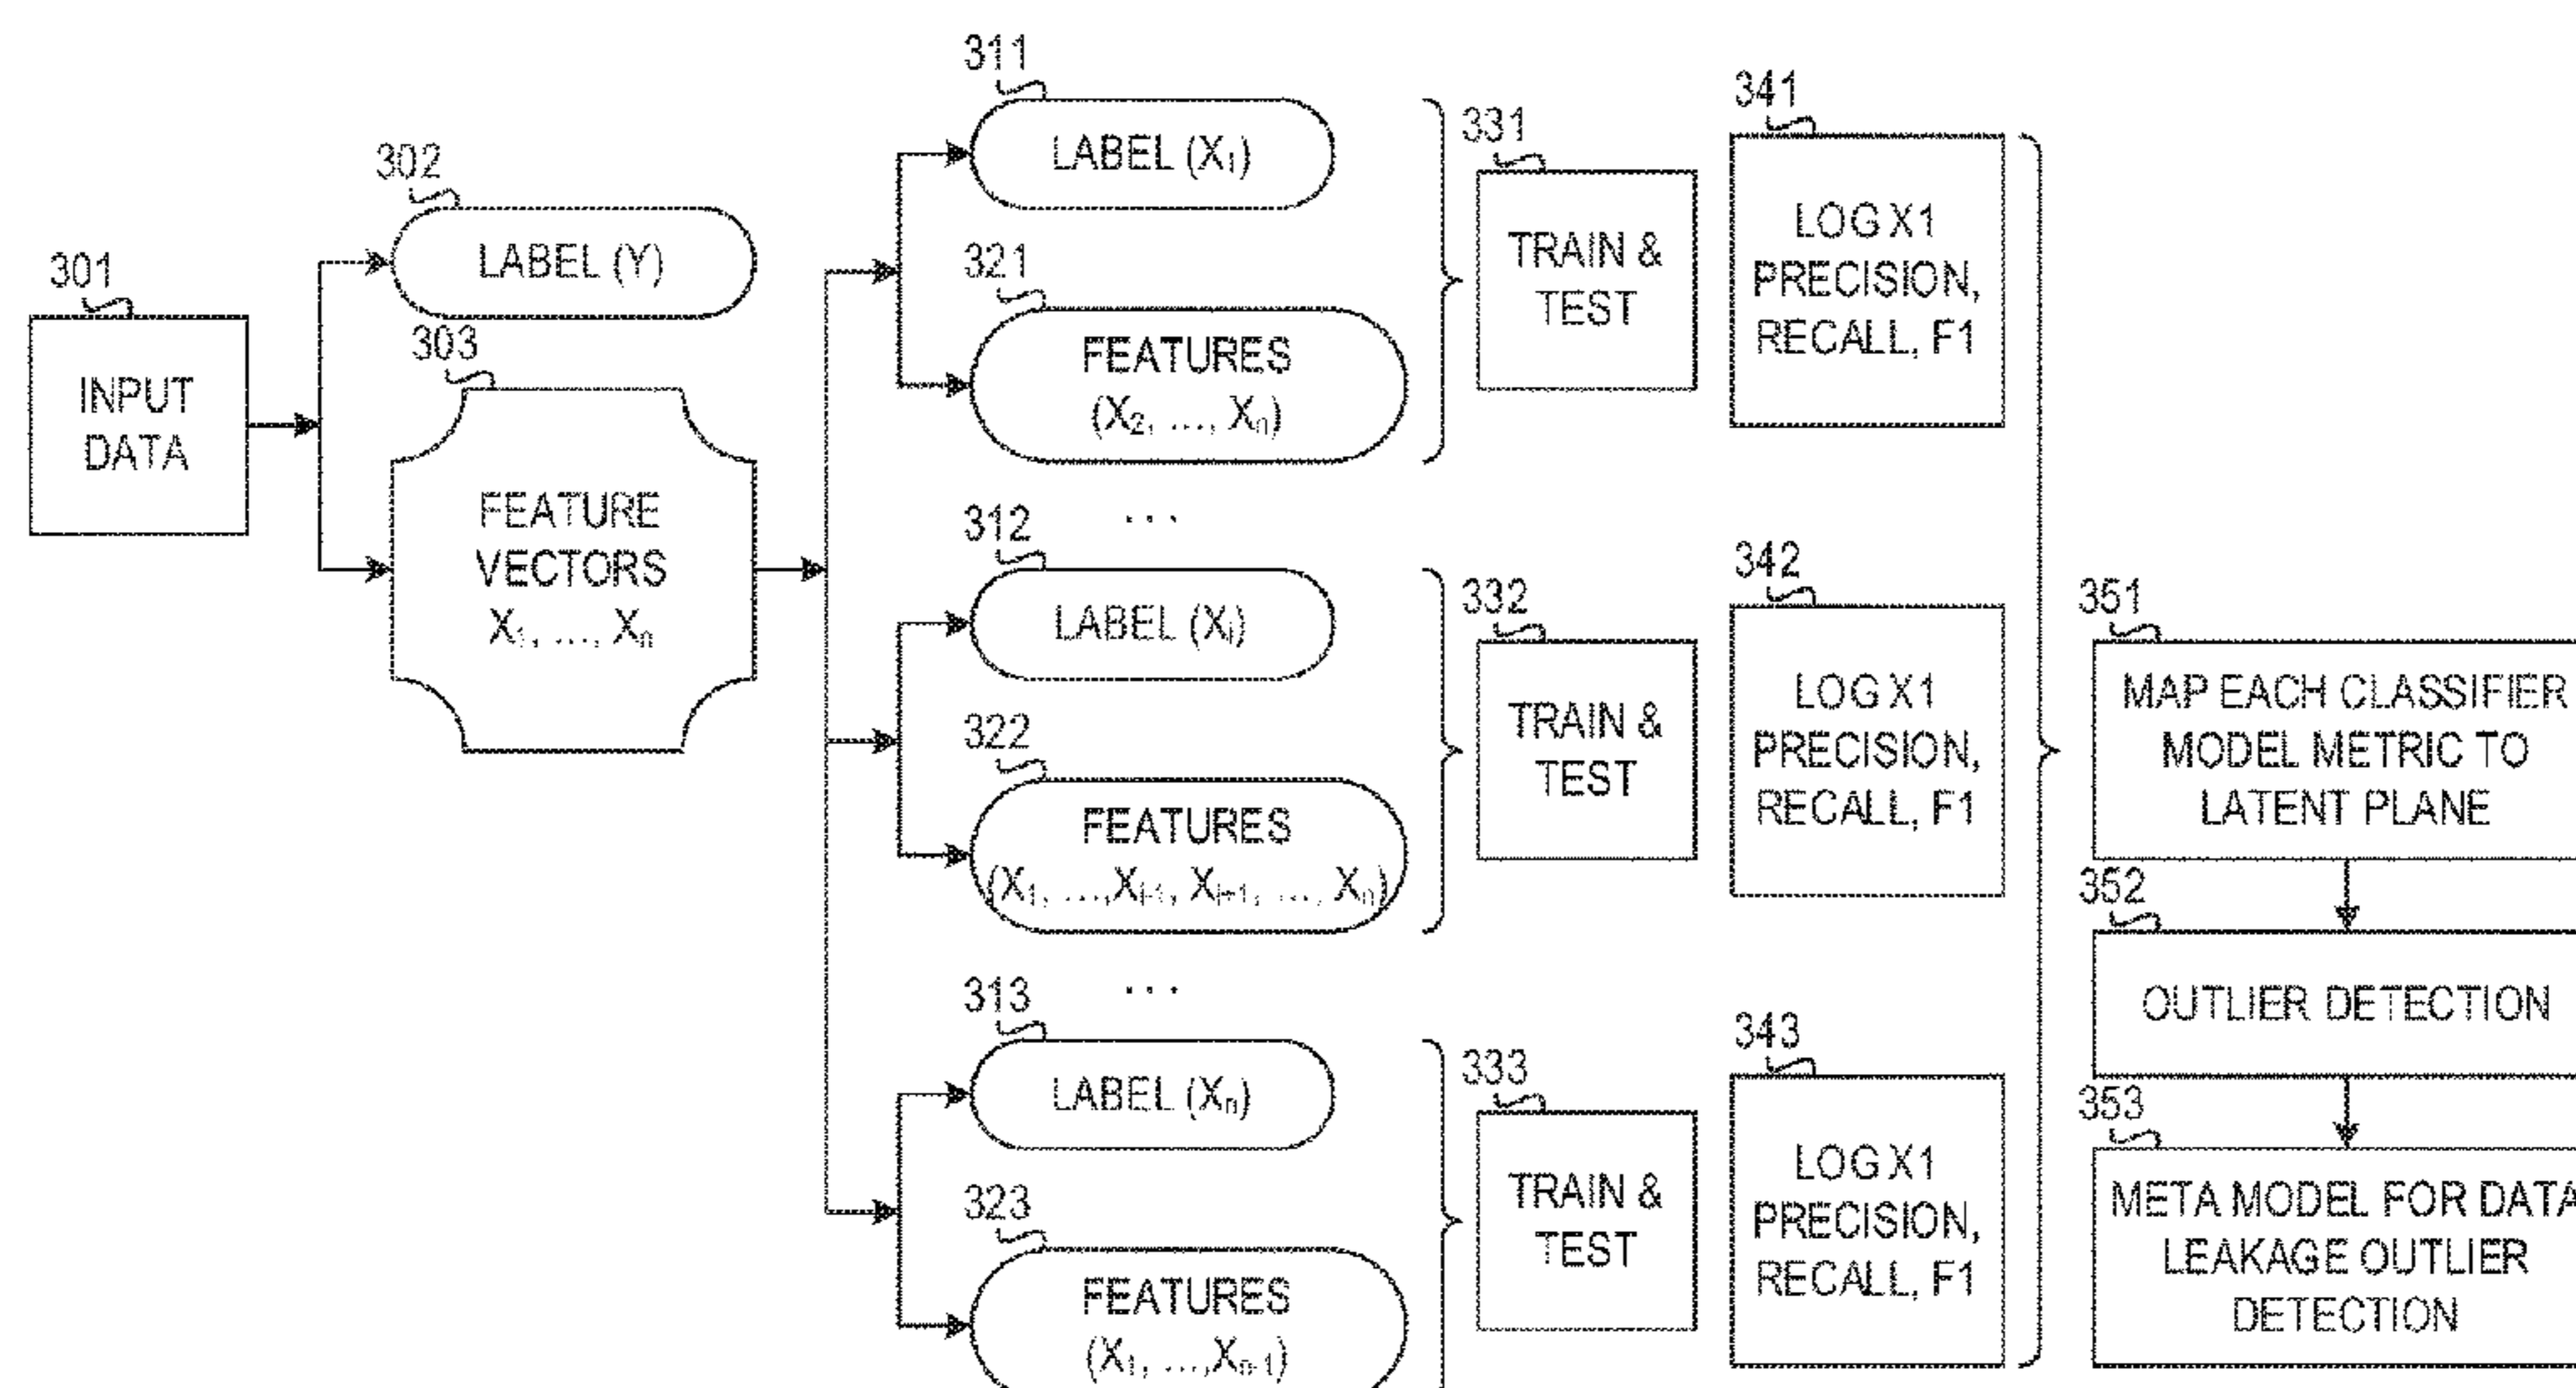 301
INPUT
DATA
302
LABEL (Y)
303
FEATURE
VECTORS
X₁, ..., Xₙ
311
LABEL (X₁)
321
FEATURES
(X₂, ..., Xₙ)
331
TRAIN &
TEST
341
LOG X1
PRECISION,
RECALL, F1
...
312
LABEL (Xᵢ)
322
FEATURES
(X₁, ...,Xᵢ₋₁, Xᵢ₊₁, ..., Xₙ)
332
TRAIN &
TEST
342
LOG X1
PRECISION,
RECALL, F1
...
313
LABEL (Xₙ)
323
FEATURES
(X₁, ...,Xₙ₋₁)
333
TRAIN &
TEST
343
LOG X1
PRECISION,
RECALL, F1
351
MAP EACH CLASSIFIER
MODEL METRIC TO
LATENT PLANE
352
OUTLIER DETECTION
353
META MODEL FOR DATA
LEAKAGE OUTLIER
DETECTION